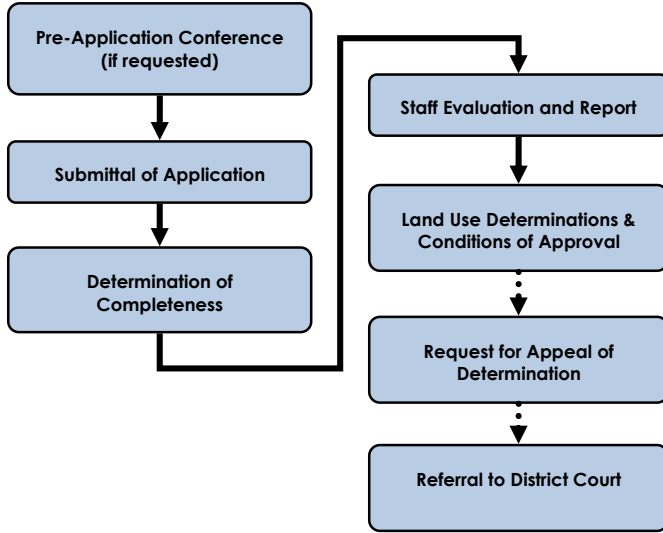 Pre-Application Conference
(if requested)
Submittal of Application
Determination of
Completeness
Staff Evaluation and Report
Land Use Determinations &
Conditions of Approval
Request for Appeal of
Determination
Referral to District Court